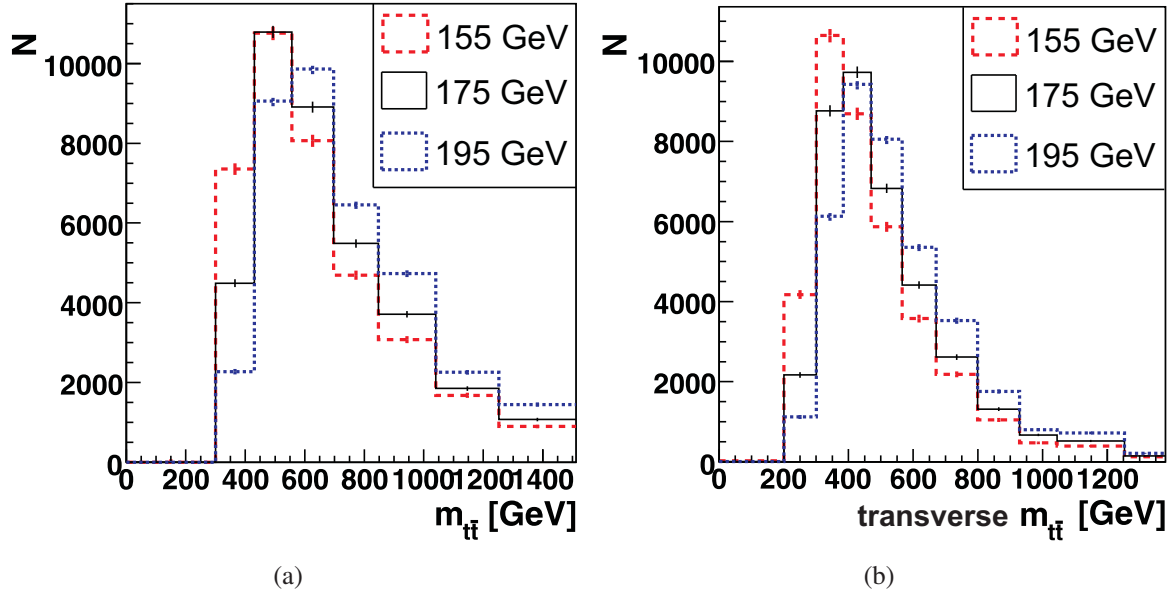 N
10000
8000
6000
4000
2000
0
0 200 400 600 800 1000 1200 1400
m_tt̄ [GeV]
155 GeV
175 GeV
195 GeV
(a)
N
10000
8000
6000
4000
2000
0
0 200 400 600 800 1000 1200
transverse m_tt̄ [GeV]
155 GeV
175 GeV
195 GeV
(b)